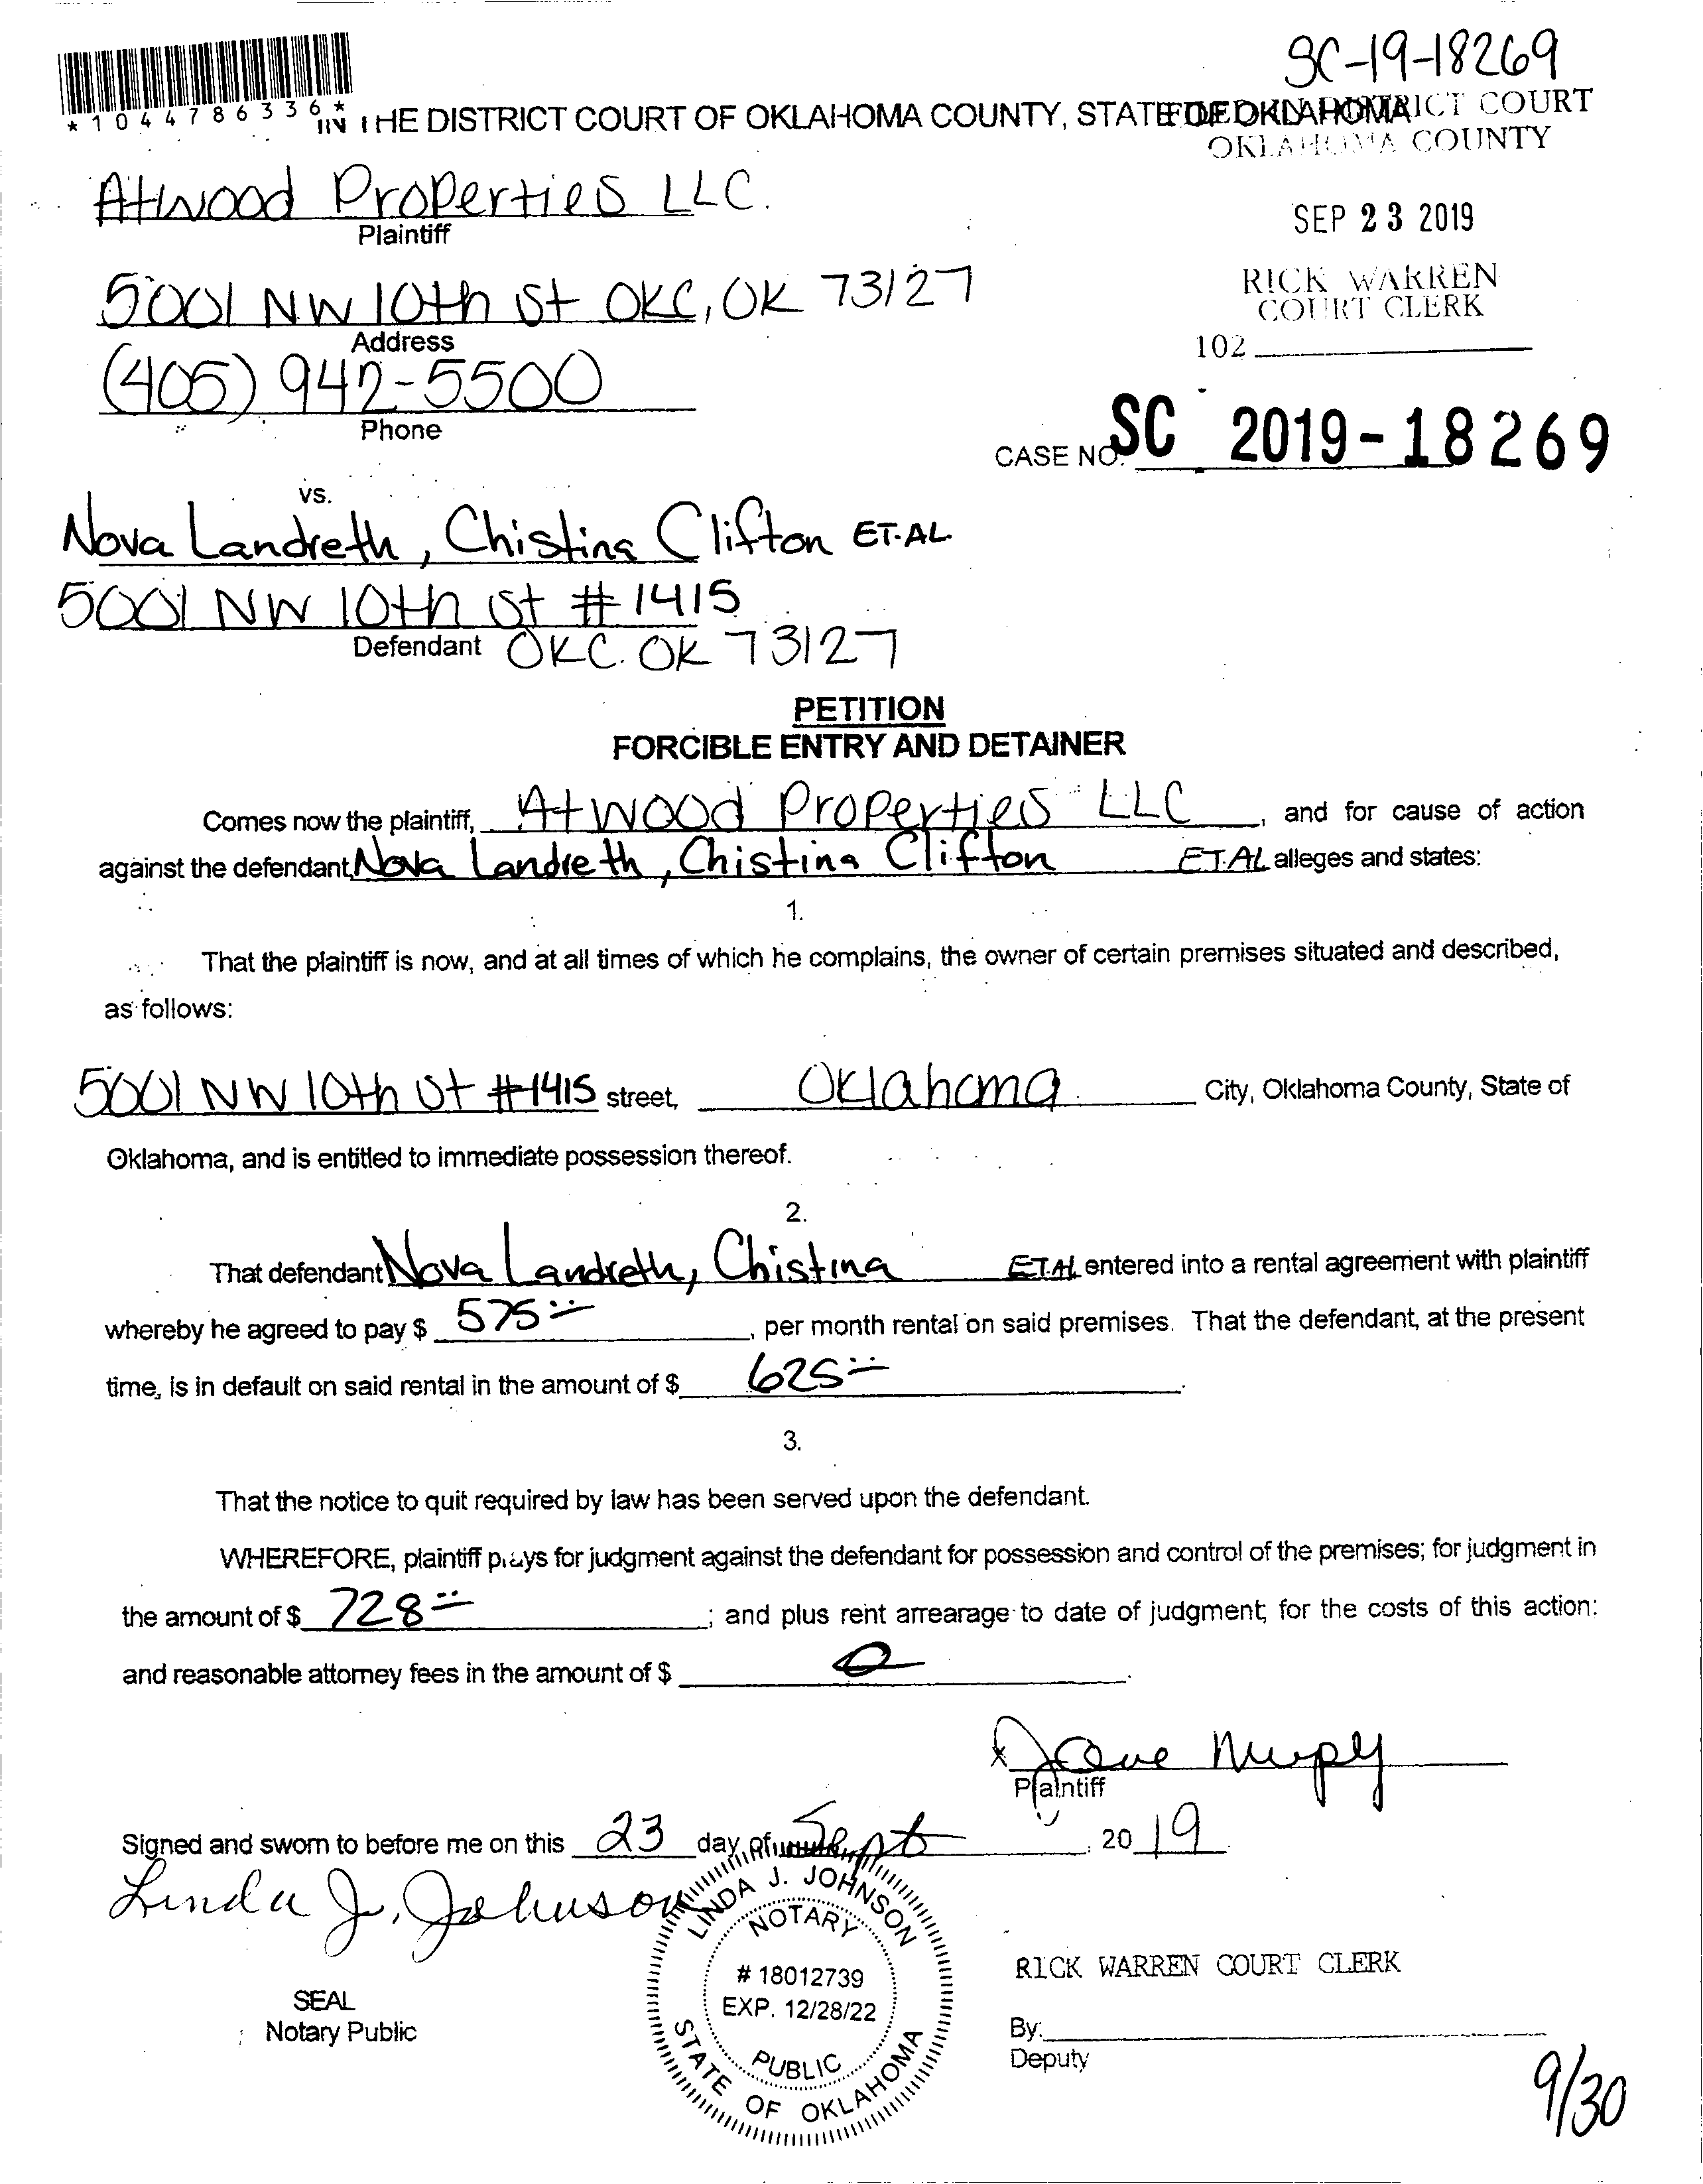 SC-19-18269
*1044786336*
IN THE DISTRICT COURT OF OKLAHOMA COUNTY, STATE OF OKLAHOMA
FILED IN DISTRICT COURT
OKLAHOMA COUNTY
Atwood Properties LLC.
Plaintiff
SEP 23 2019
5001 NW 10th St OKC, OK 73127
Address
RICK WARREN
COURT CLERK
102
(405) 942-5500
Phone
CASE NO. SC 2019-18269
vs.
Nova Landreth, Chistina Clifton ET.AL.
5001 NW 10th St #1415
Defendant OKC. OK 73127
PETITION
FORCIBLE ENTRY AND DETAINER
Comes now the plaintiff, Atwood Properties LLC, and for cause of action
against the defendant Nova Landreth, Chistina Clifton ET.AL alleges and states:
1.
That the plaintiff is now, and at all times of which he complains, the owner of certain premises situated and described,
as follows:
5001 NW 10th St #1415 street, Oklahoma City, Oklahoma County, State of
Oklahoma, and is entitled to immediate possession thereof.
2.
That defendant Nova Landreth, Chistina ET.AL entered into a rental agreement with plaintiff
whereby he agreed to pay $ 575, per month rental on said premises. That the defendant, at the present
time, is in default on said rental in the amount of $ 625.
3.
That the notice to quit required by law has been served upon the defendant.
WHEREFORE, plaintiff prays for judgment against the defendant for possession and control of the premises; for judgment in
the amount of $ 728; and plus rent arrearage to date of judgment; for the costs of this action:
and reasonable attorney fees in the amount of $ 0.
x
Plaintiff
Signed and sworn to before me on this 23 day of Sept, 2019.
Linda J. Johnson
LINDA J. JOHNSON
NOTARY
# 18012739
EXP. 12/28/22
PUBLIC
STATE OF OKLAHOMA
SEAL
Notary Public
RICK WARREN COURT CLERK
By:
Deputy
9/30